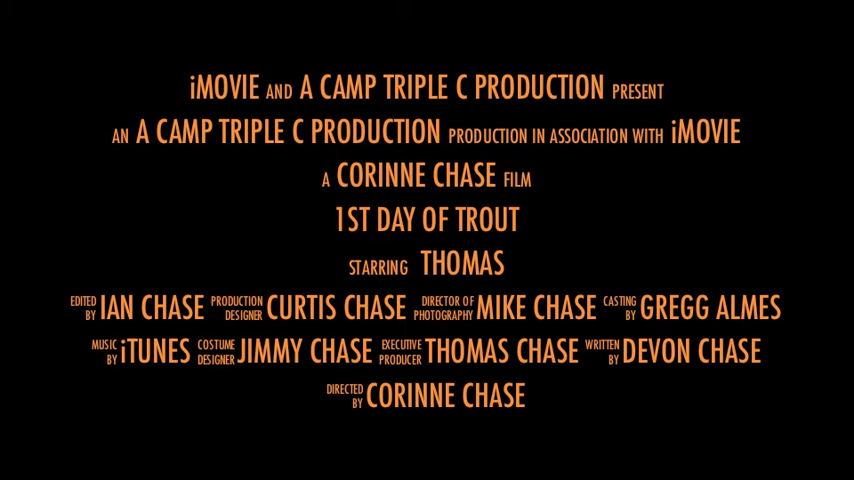 iMOVIE AND A CAMP TRIPLE C PRODUCTION PRESENT
AN A CAMP TRIPLE C PRODUCTION PRODUCTION IN ASSOCIATION WITH iMOVIE
A CORINNE CHASE FILM
1ST DAY OF TROUT
STARRING THOMAS
EDITED BY IAN CHASE PRODUCTION DESIGNER CURTIS CHASE DIRECTOR OF PHOTOGRAPHY MIKE CHASE CASTING BY GREGG ALMES
MUSIC BY iTUNES COSTUME DESIGNER JIMMY CHASE EXECUTIVE PRODUCER THOMAS CHASE WRITTEN BY DEVON CHASE
DIRECTED BY CORINNE CHASE